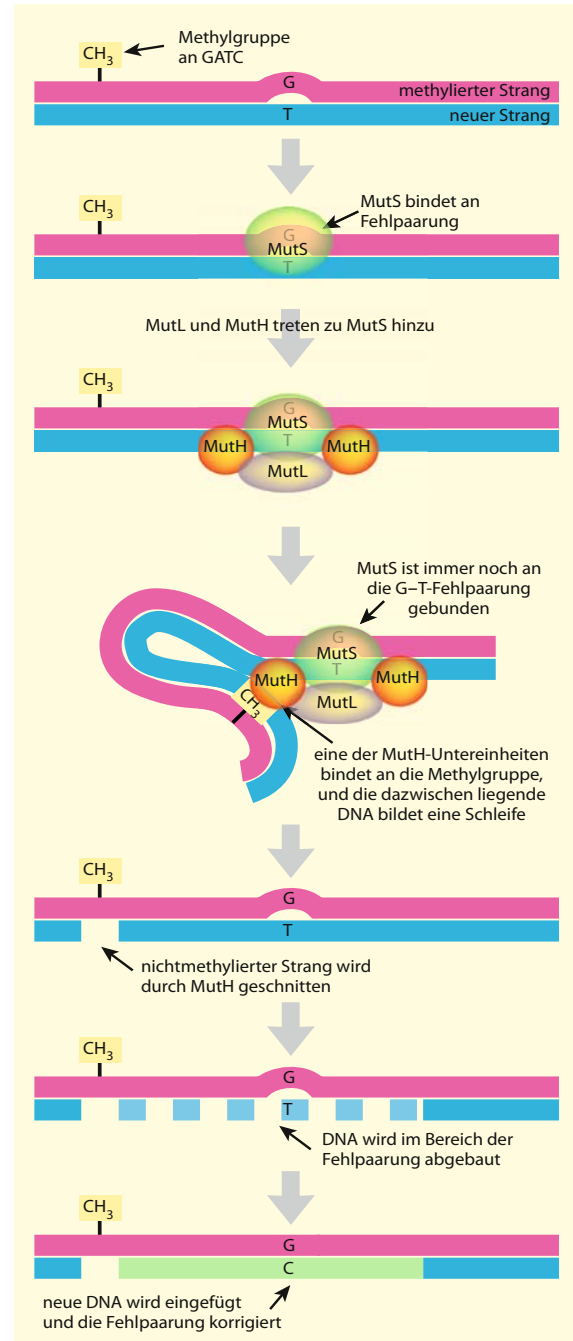 CH3
Methylgruppe
an GATC
G
methylierter Strang
T
neuer Strang
CH3
MutS bindet an
Fehlpaarung
G
MutS
T
MutL und MutH treten zu MutS hinzu
CH3
G
MutS
MutH
T
MutH
MutL
MutS ist immer noch an
die G–T-Fehlpaarung
gebunden
G
MutS
MutH
T
MutH
CH3
MutL
eine der MutH-Untereinheiten
bindet an die Methylgruppe,
und die dazwischen liegende
DNA bildet eine Schleife
CH3
G
T
nichtmethylierter Strang wird
durch MutH geschnitten
CH3
G
T
DNA wird im Bereich der
Fehlpaarung abgebaut
CH3
G
C
neue DNA wird eingefügt
und die Fehlpaarung korrigiert